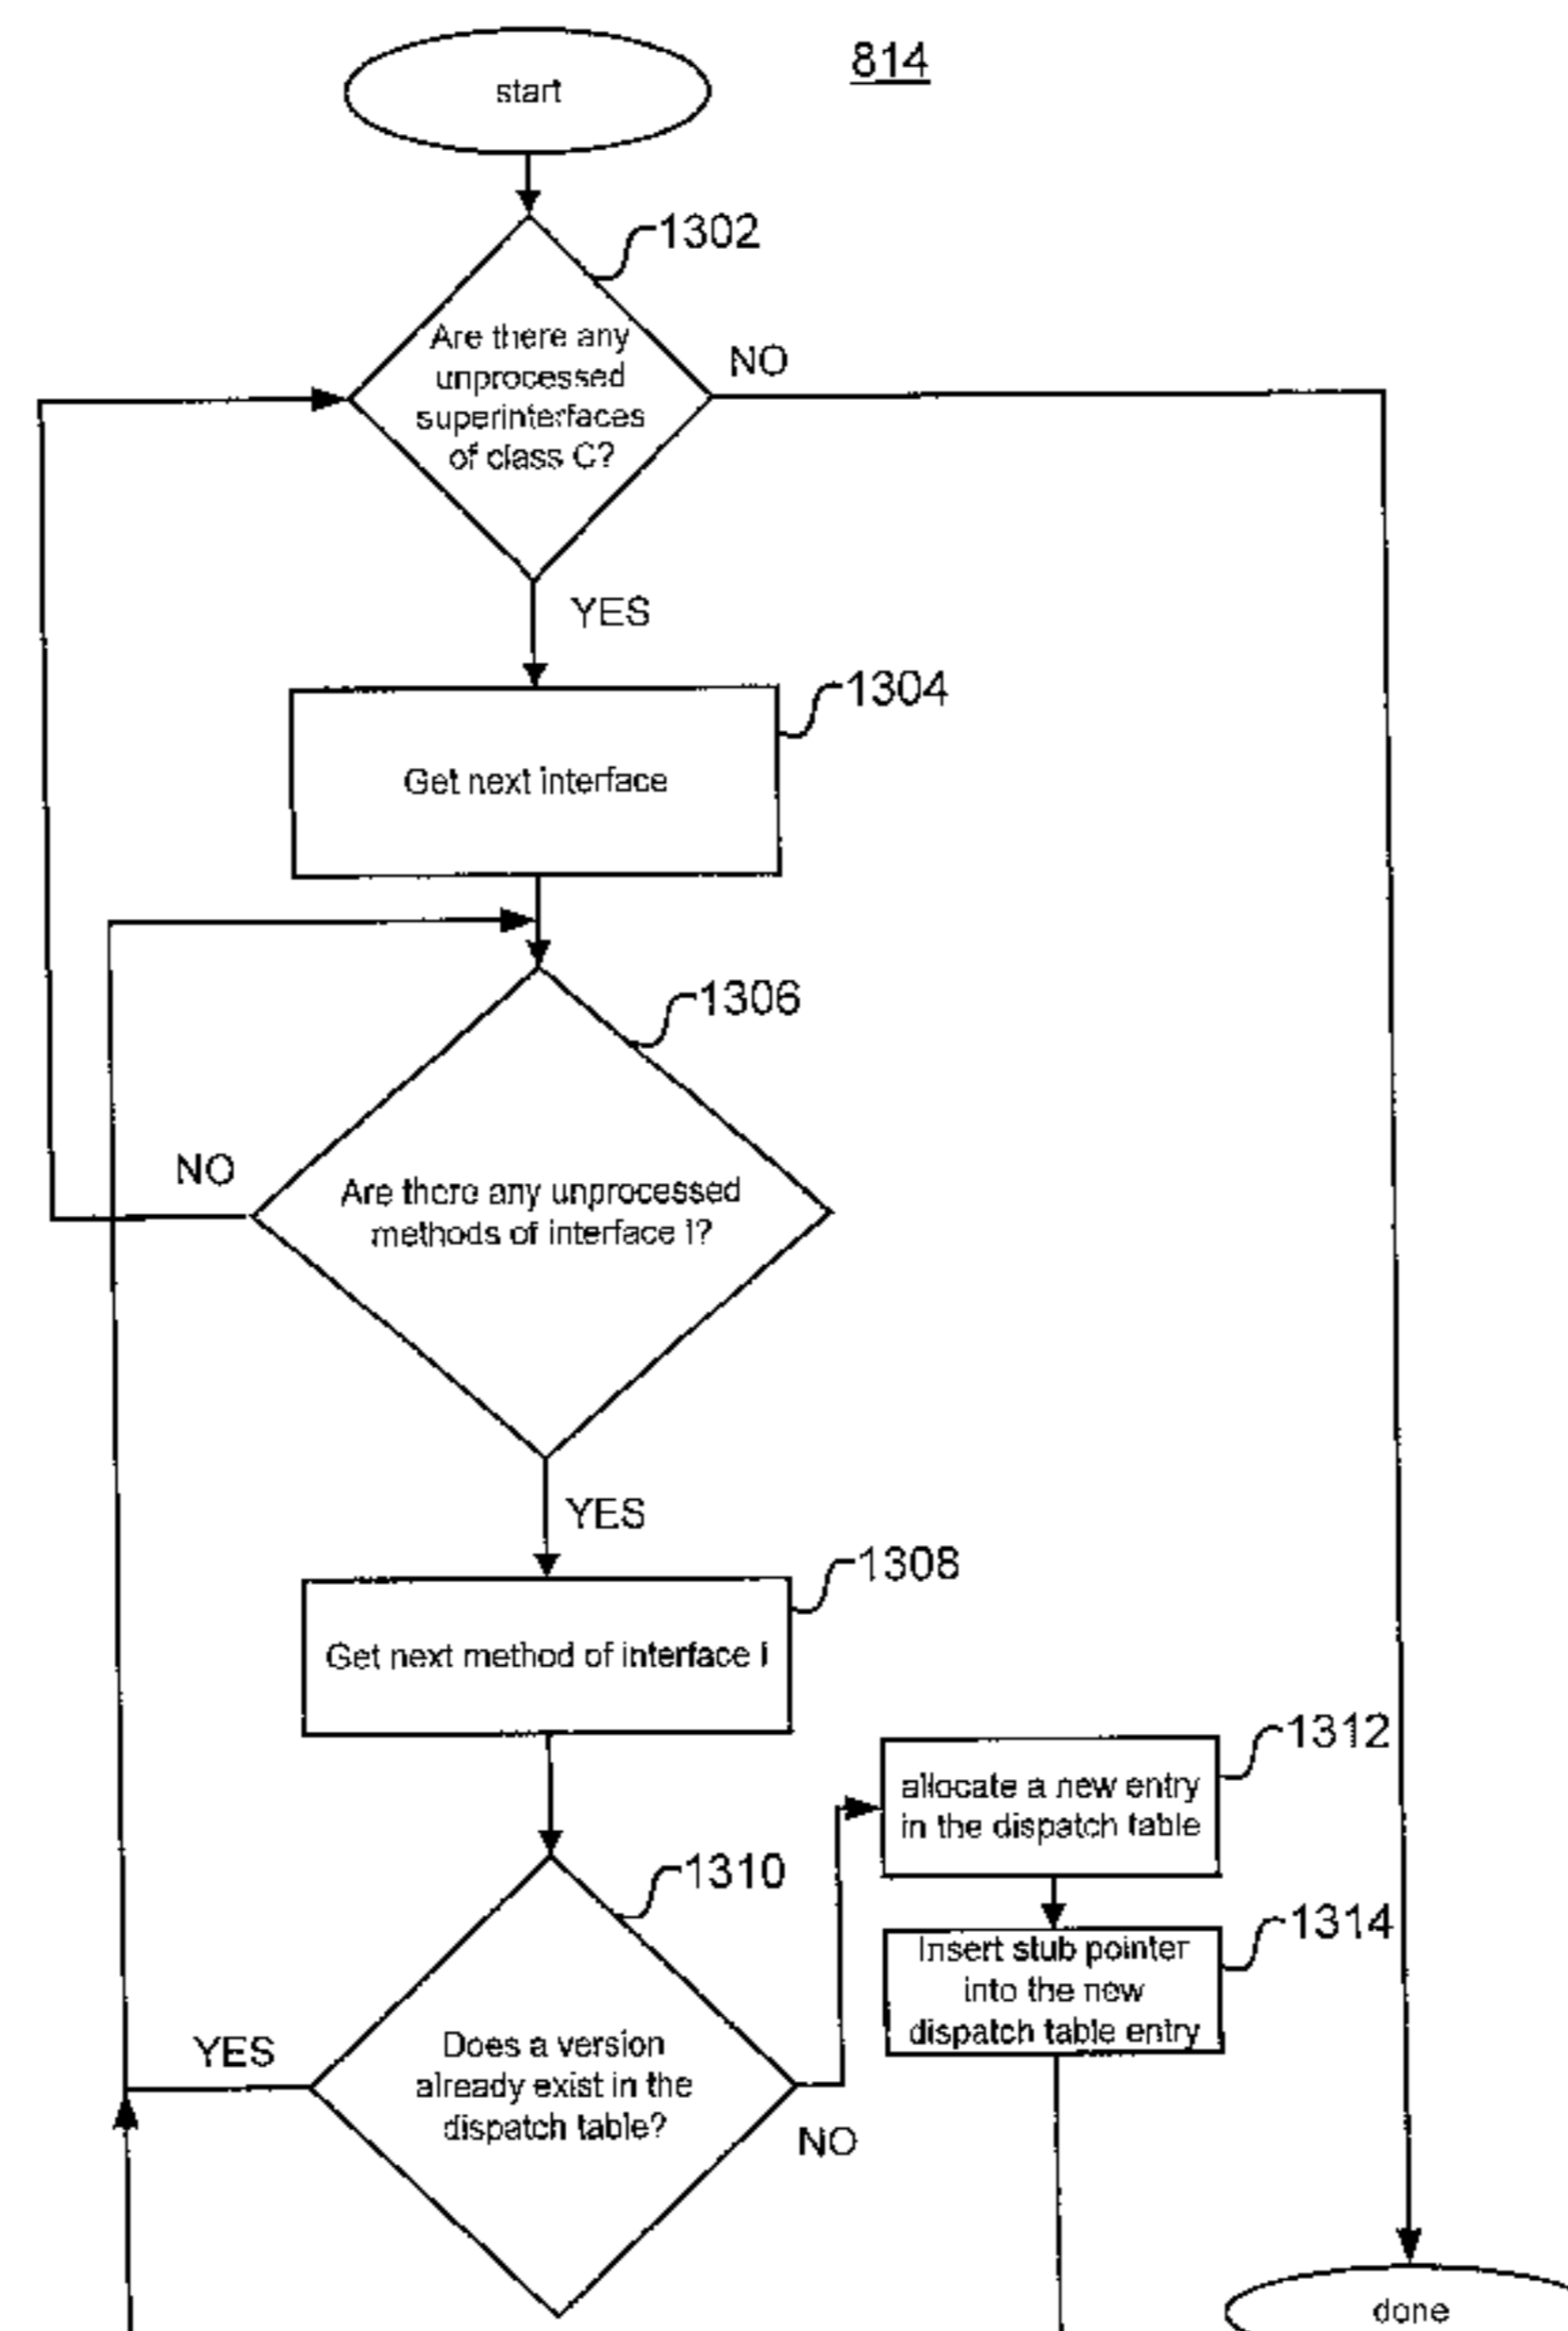 814
start
1302
Are there any
unprocessed
superinterfaces
of class C?
NO
YES
1304
Get next interface
1306
NO
Are there any unprocessed
methods of interface I?
YES
1308
Get next method of interface I
1312
allocate a new entry
in the dispatch table
1310
1314
Insert stub pointer
into the new
dispatch table entry
YES
Does a version
already exist in the
dispatch table?
NO
done